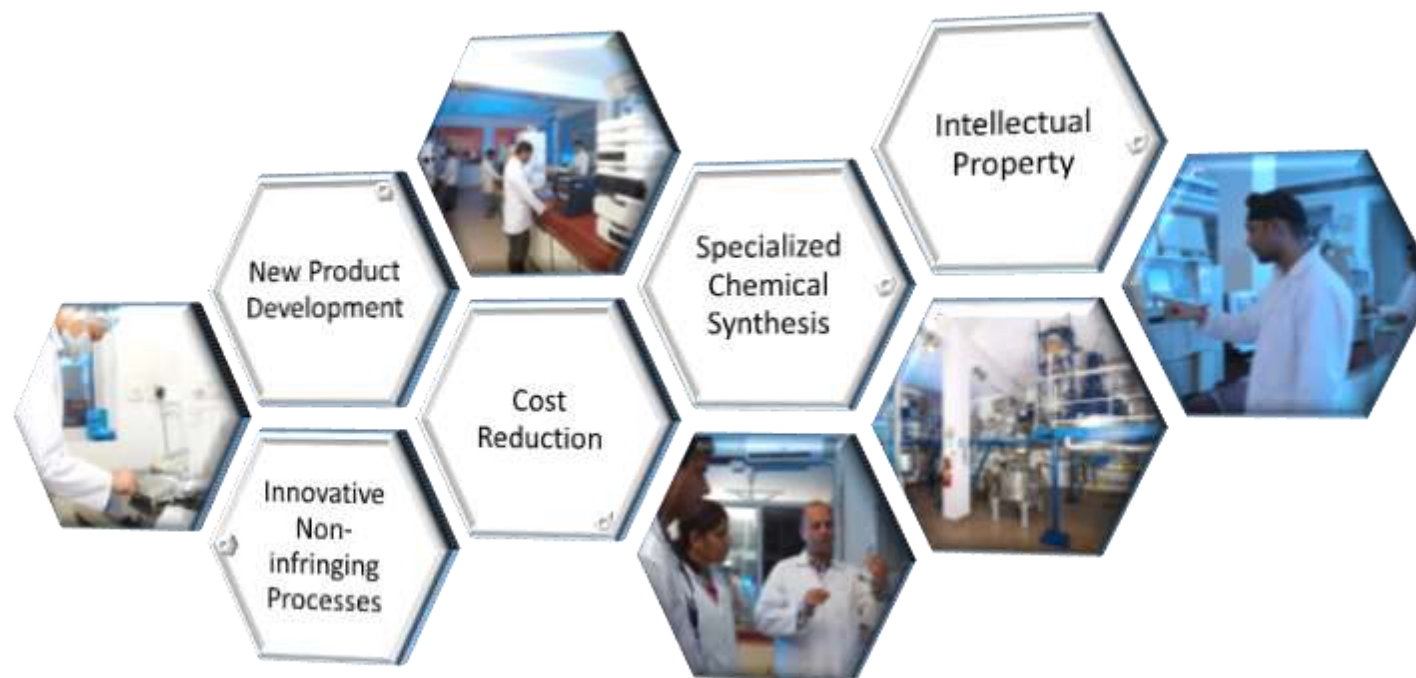 New Product
Development
Innovative
Non-
infringing
Processes
Cost
Reduction
Specialized
Chemical
Synthesis
Intellectual
Property